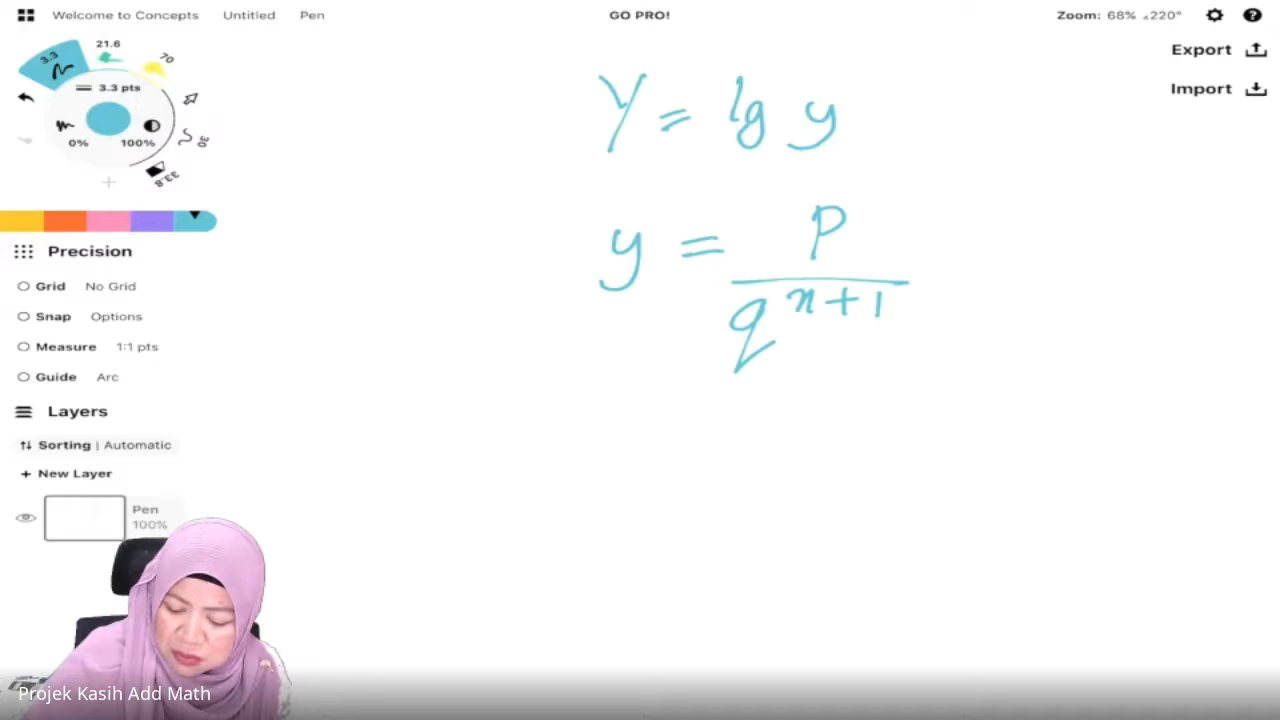 Welcome to Concepts Untitled Pen GO PRO! Zoom: 68% ⦟220°
Export
Import
3.3
21.6
70
3.3 pts
0% 100%
30
33.8
Precision
Grid No Grid
Snap Options
Measure 1:1 pts
Guide Arc
Layers
Sorting | Automatic
+ New Layer
Pen
100%
Y = lg y
y = p
q^{x+1}
Projek Kasih Add Math